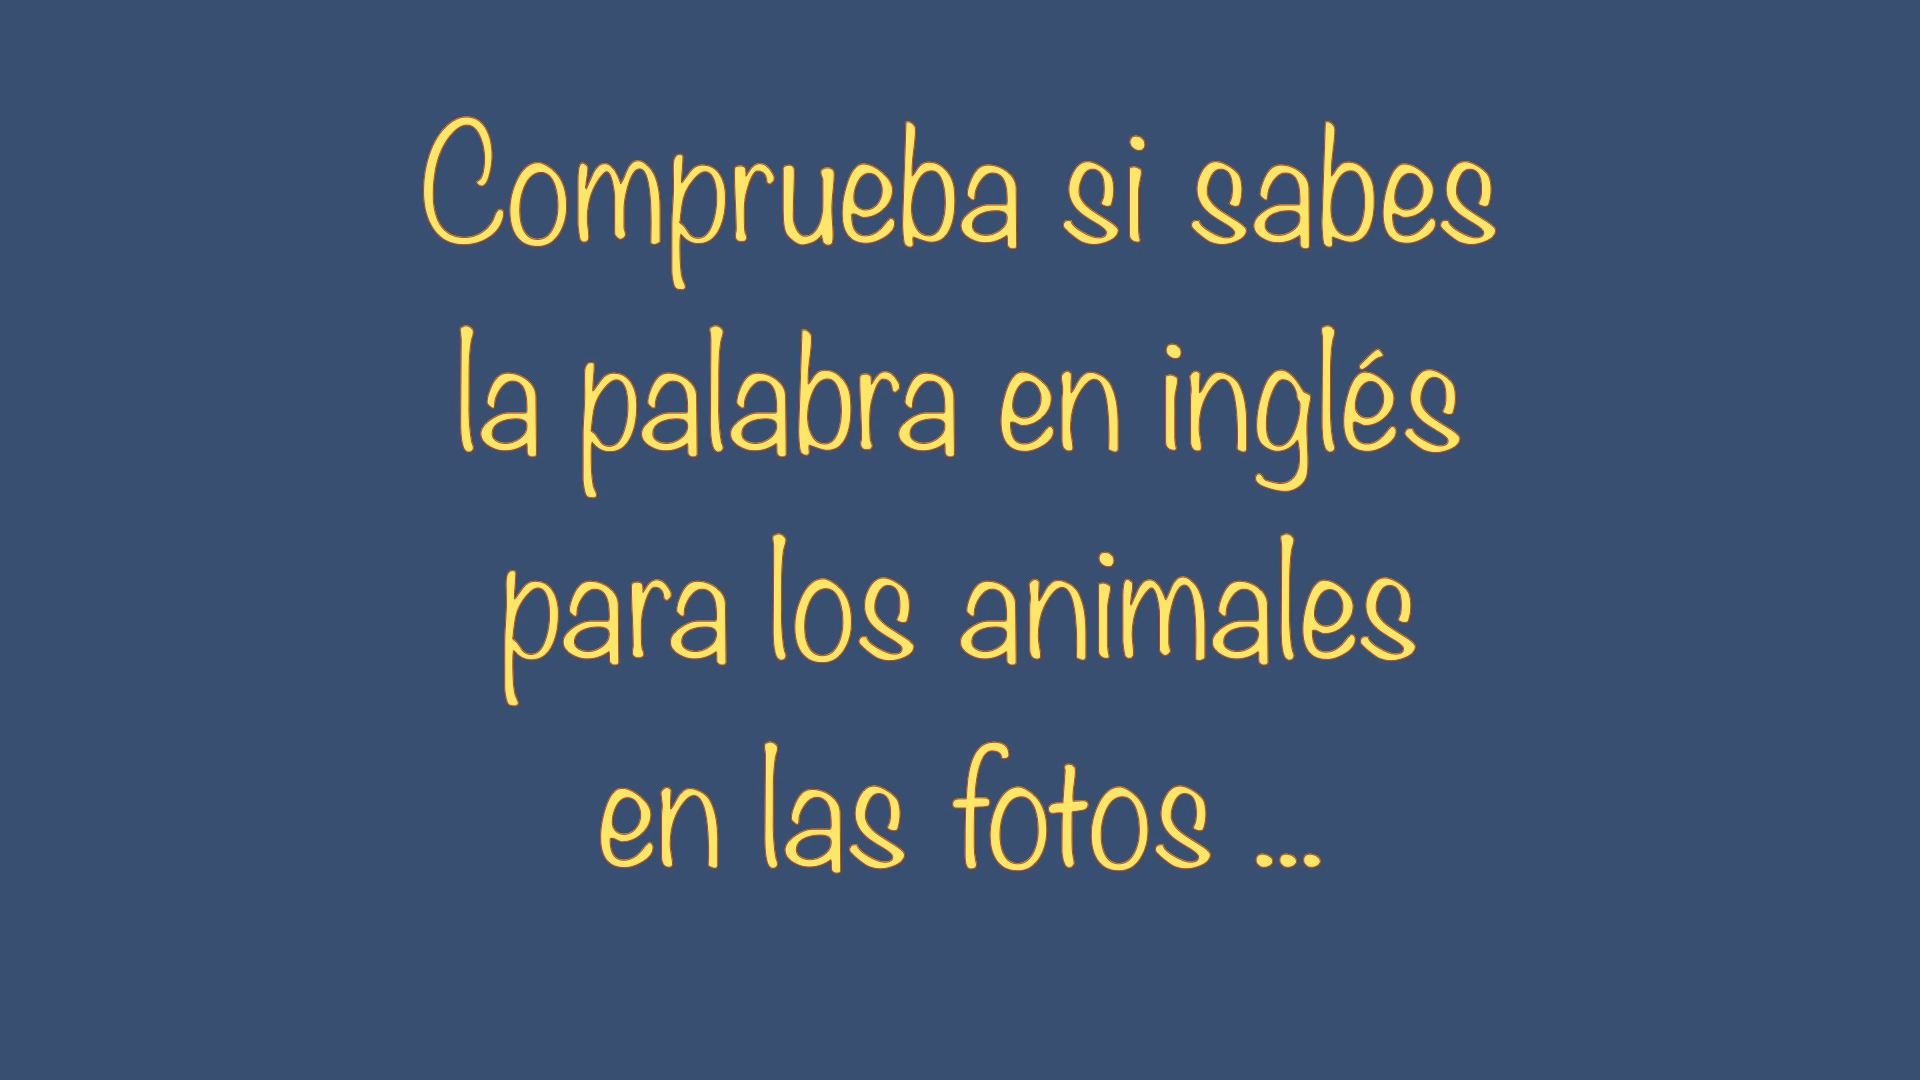 Comprueba si sabes
la palabra en inglés
para los animales
en las fotos ...